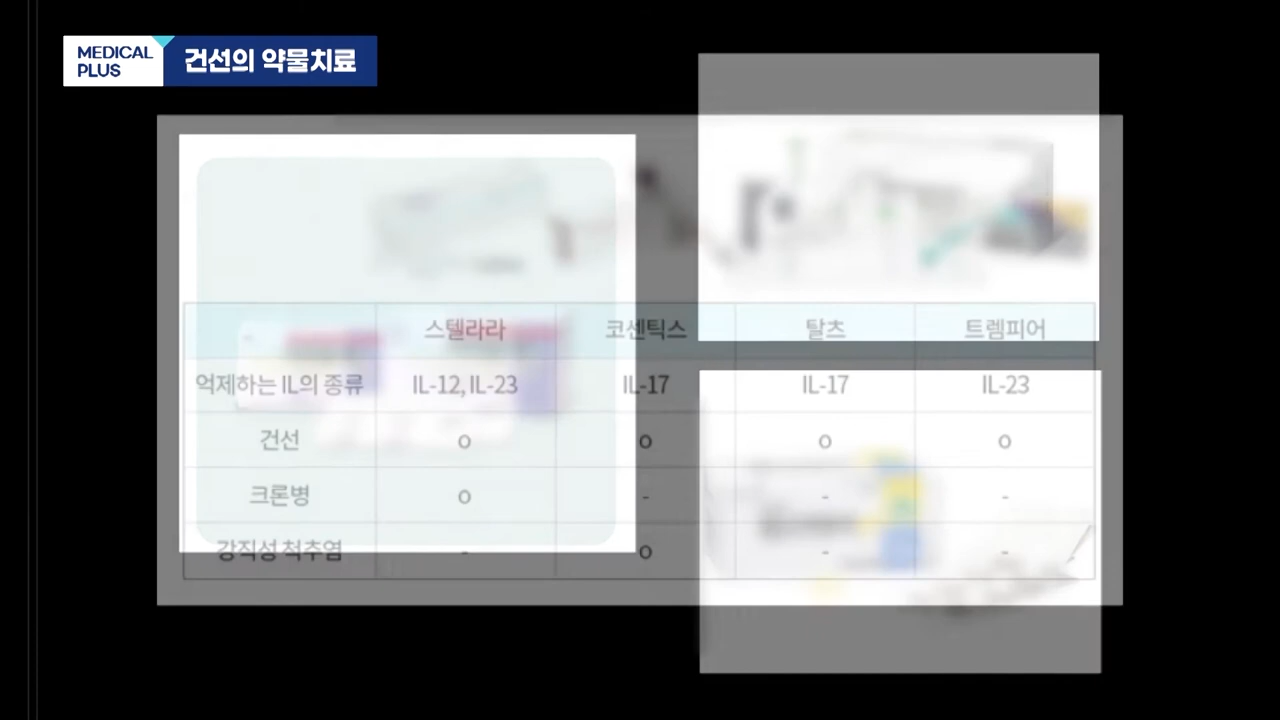 MEDICAL
PLUS
건선의 약물치료
스텔라라 코센틱스 탈츠 트렘피어
억제하는 IL의 종류 IL-12, IL-23 IL-17 IL-17 IL-23
건선 o o o o
크론병 o - - -
강직성 척추염 - o - -